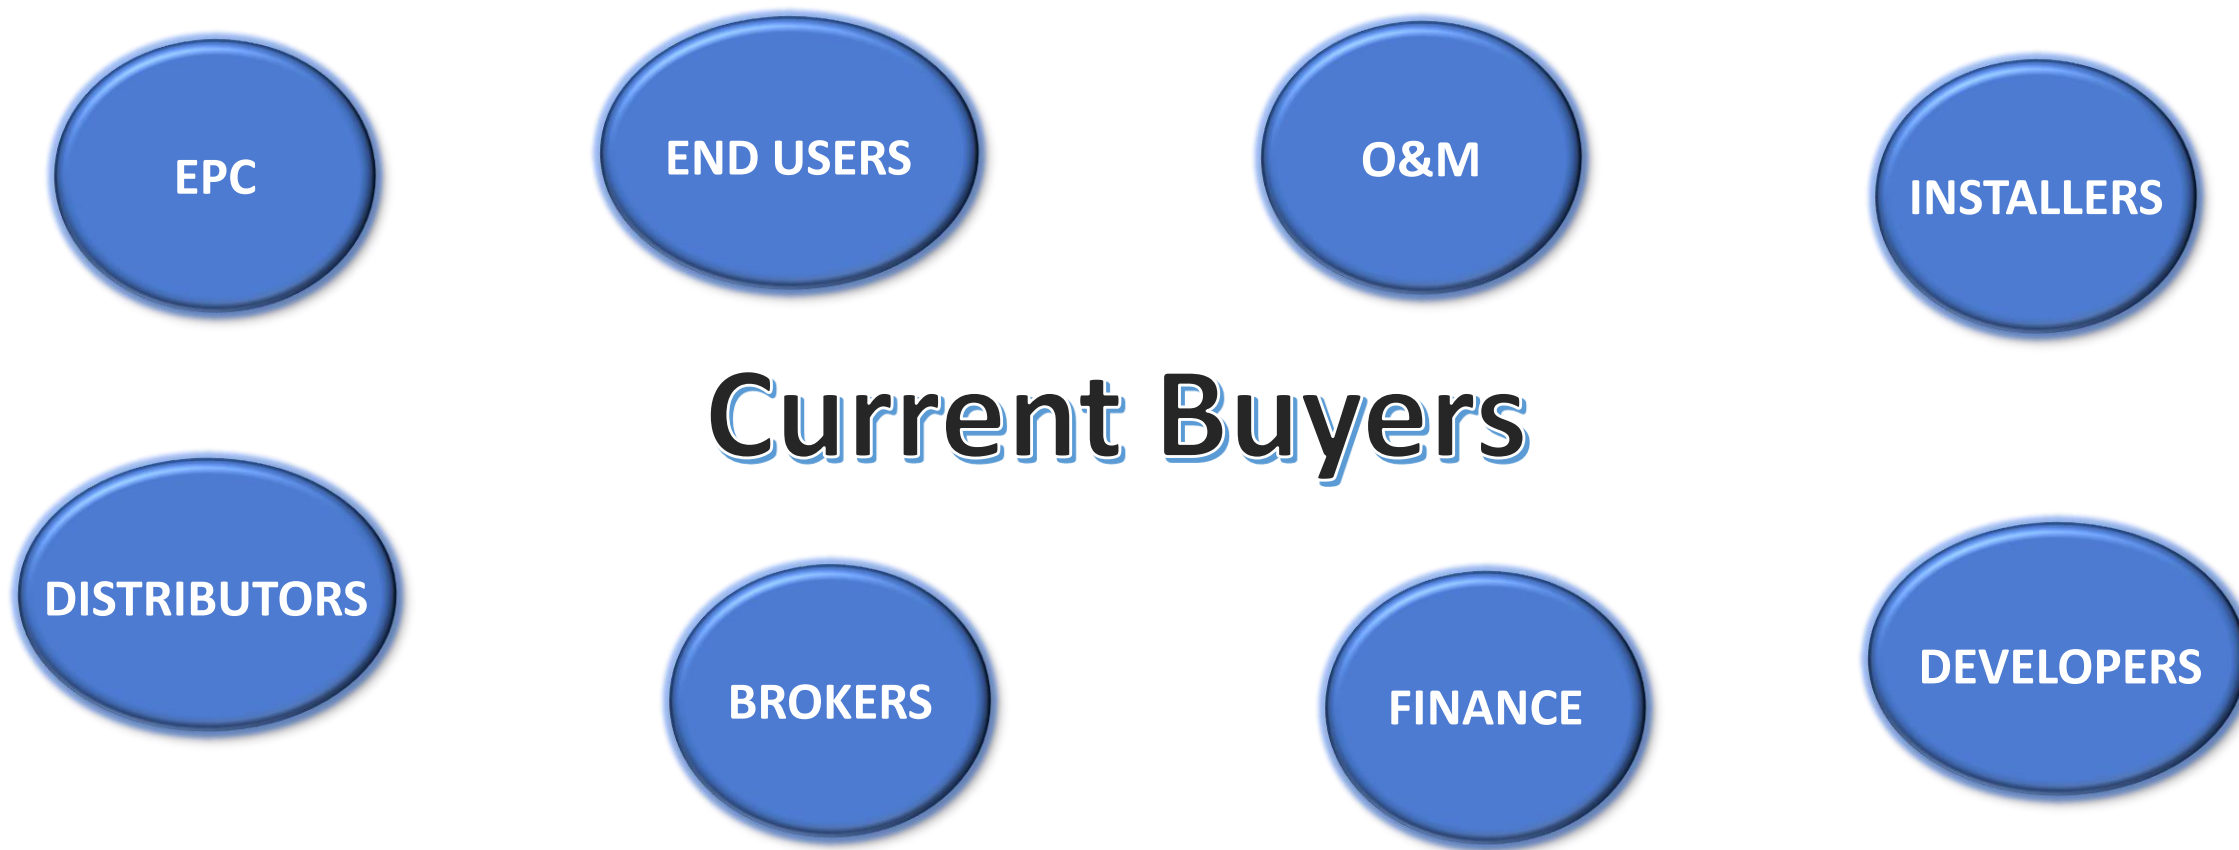 EPC
END USERS
O&M
INSTALLERS
Current Buyers
DISTRIBUTORS
BROKERS
FINANCE
DEVELOPERS